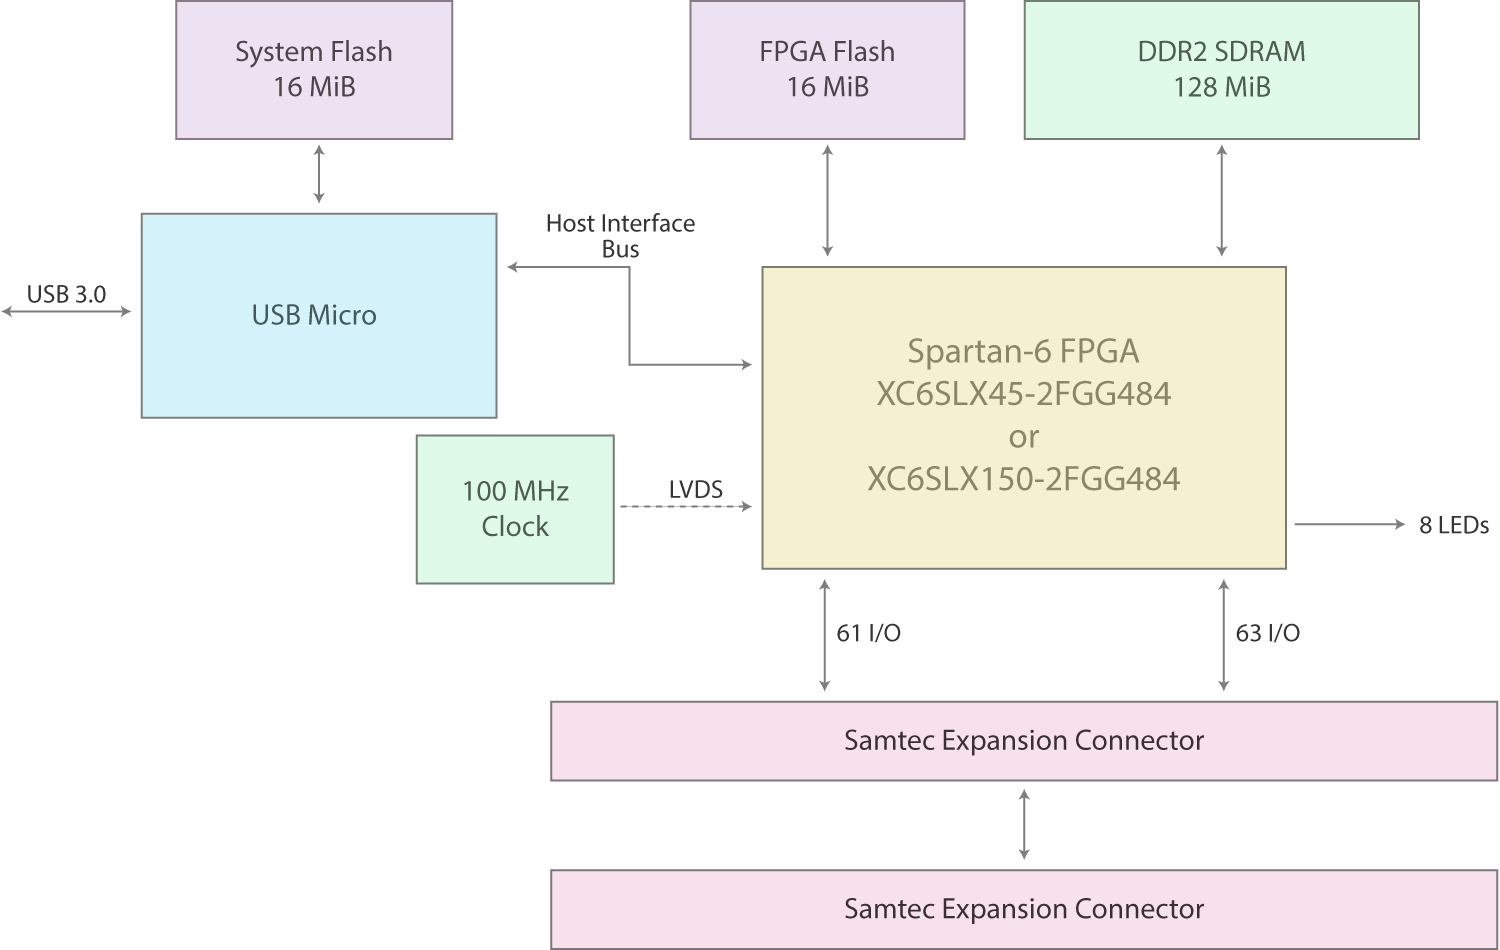 System Flash
16 MiB
FPGA Flash
16 MiB
DDR2 SDRAM
128 MiB
Host Interface
Bus
USB 3.0
USB Micro
Spartan-6 FPGA
XC6SLX45-2FGG484
or
XC6SLX150-2FGG484
100 MHz
Clock
LVDS
8 LEDs
61 I/O
63 I/O
Samtec Expansion Connector
Samtec Expansion Connector